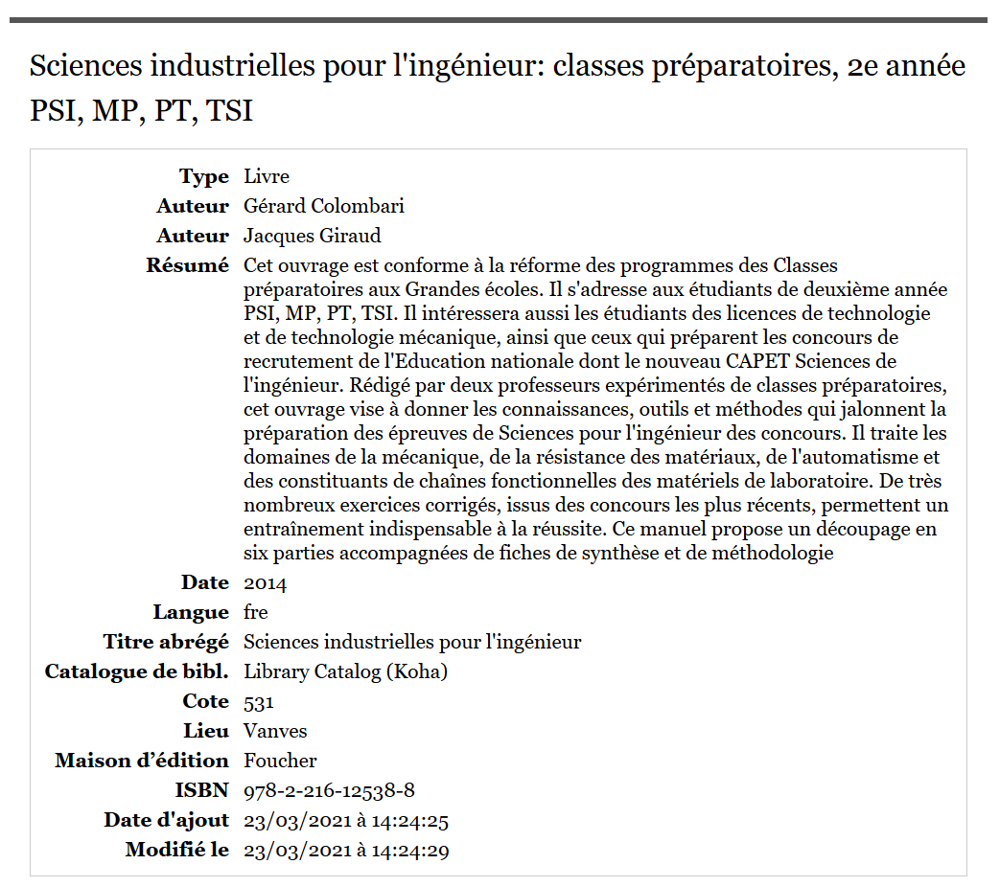 Sciences industrielles pour l'ingénieur: classes préparatoires, 2e année
PSI, MP, PT, TSI
Type Livre
Auteur Gérard Colombari
Auteur Jacques Giraud
Résumé Cet ouvrage est conforme à la réforme des programmes des Classes
préparatoires aux Grandes écoles. Il s'adresse aux étudiants de deuxième année
PSI, MP, PT, TSI. Il intéressera aussi les étudiants des licences de technologie
et de technologie mécanique, ainsi que ceux qui préparent les concours de
recrutement de l'Education nationale dont le nouveau CAPET Sciences de
l'ingénieur. Rédigé par deux professeurs expérimentés de classes préparatoires,
cet ouvrage vise à donner les connaissances, outils et méthodes qui jalonnent la
préparation des épreuves de Sciences pour l'ingénieur des concours. Il traite les
domaines de la mécanique, de la résistance des matériaux, de l'automatisme et
des constituants de chaînes fonctionnelles des matériels de laboratoire. De très
nombreux exercices corrigés, issus des concours les plus récents, permettent un
entraînement indispensable à la réussite. Ce manuel propose un découpage en
six parties accompagnées de fiches de synthèse et de méthodologie
Date 2014
Langue fre
Titre abrégé Sciences industrielles pour l'ingénieur
Catalogue de bibl. Library Catalog (Koha)
Cote 531
Lieu Vanves
Maison d’édition Foucher
ISBN 978-2-216-12538-8
Date d'ajout 23/03/2021 à 14:24:25
Modifié le 23/03/2021 à 14:24:29